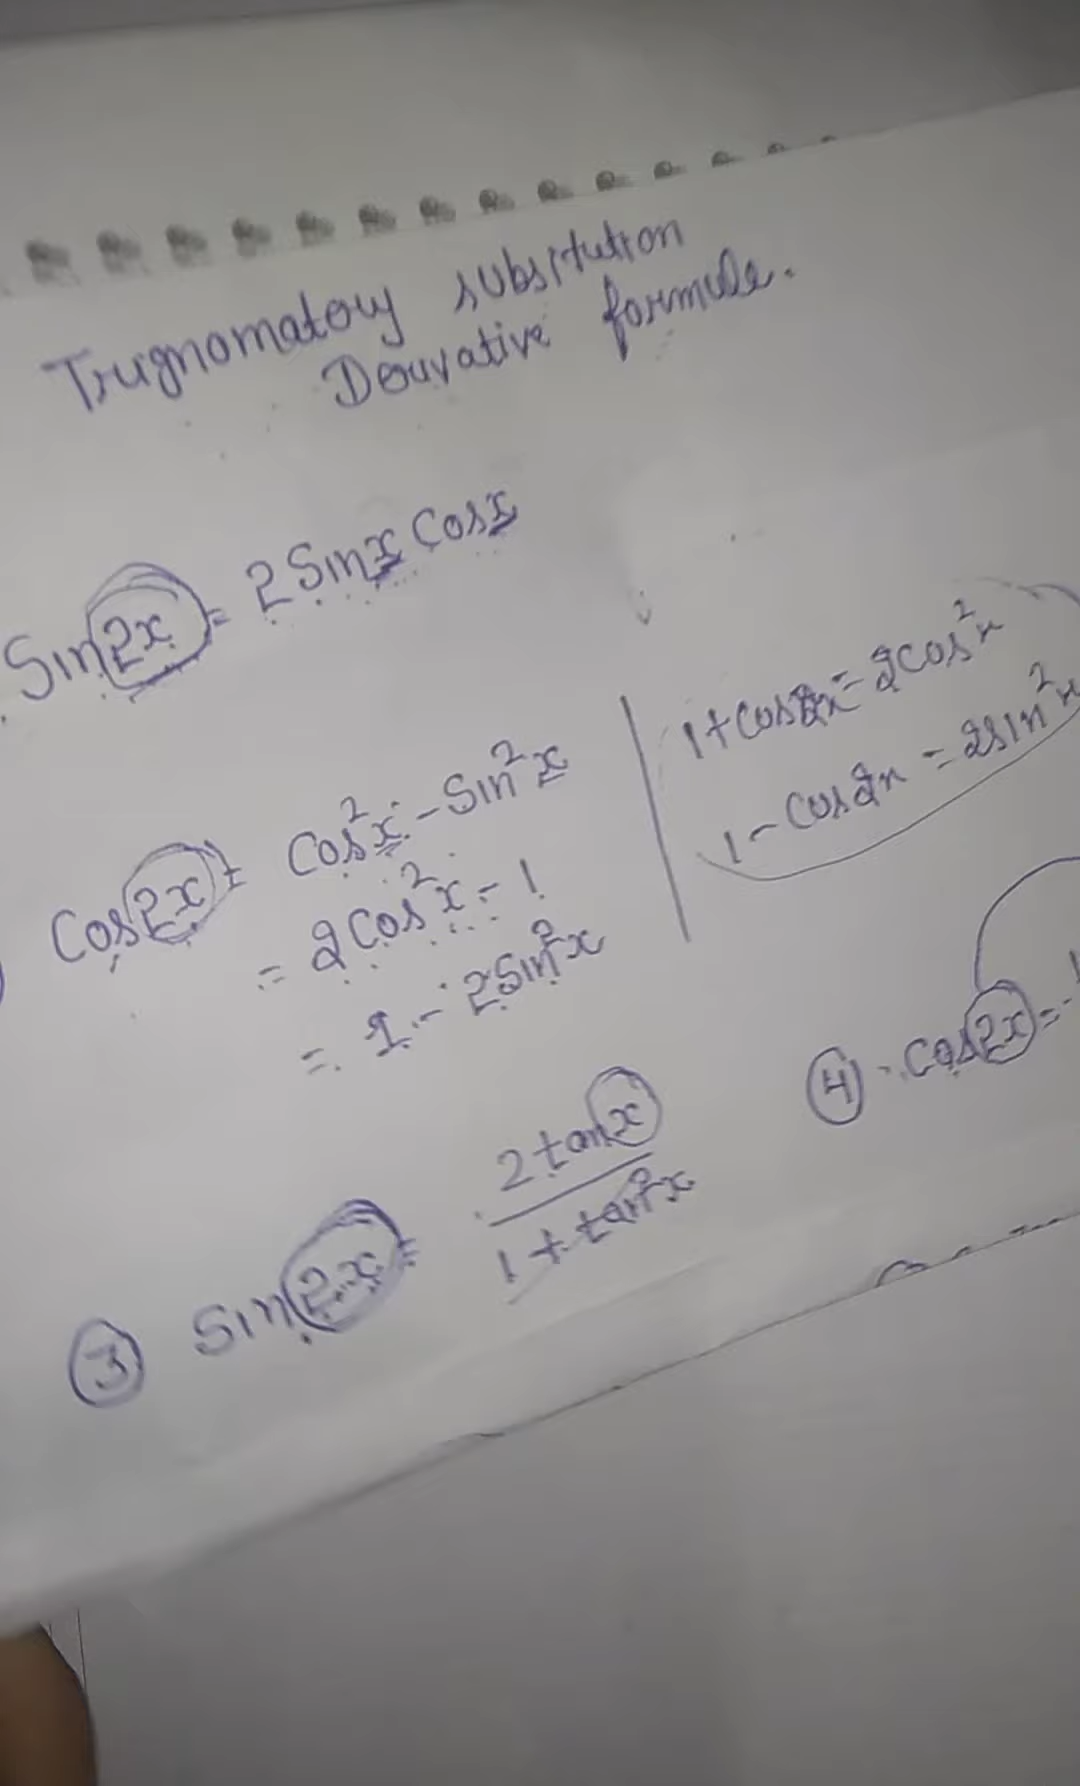 Trignomatory subsitution
Derivative formule.
Sin2x = 2 Sinx Cosx
Cos2x = Cos²x - Sin²x
= 2Cos²x - 1
= 1 - 2Sin²x
1 + Cos2x = 2Cos²x
1 - Cos2x = 2Sin²x
③ Sin2x = 2tanx / 1 + tan²x
④ Cos2x =